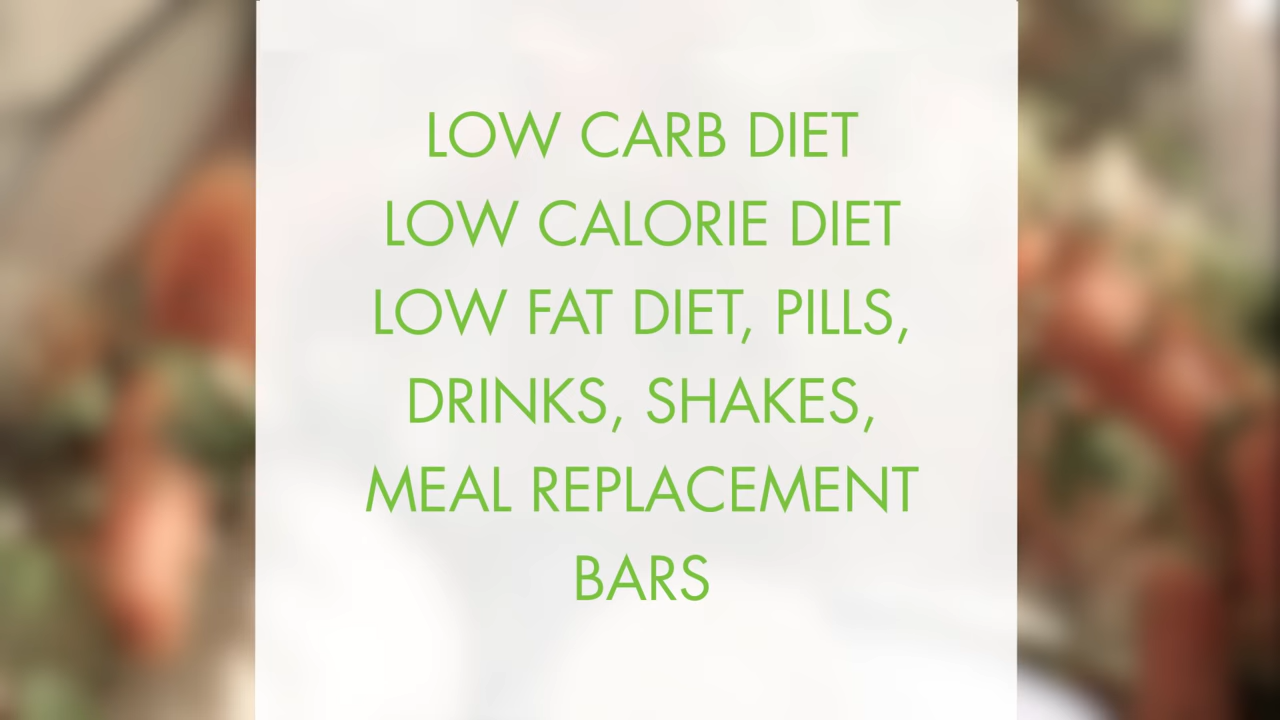 LOW CARB DIET
LOW CALORIE DIET
LOW FAT DIET, PILLS,
DRINKS, SHAKES,
MEAL REPLACEMENT
BARS